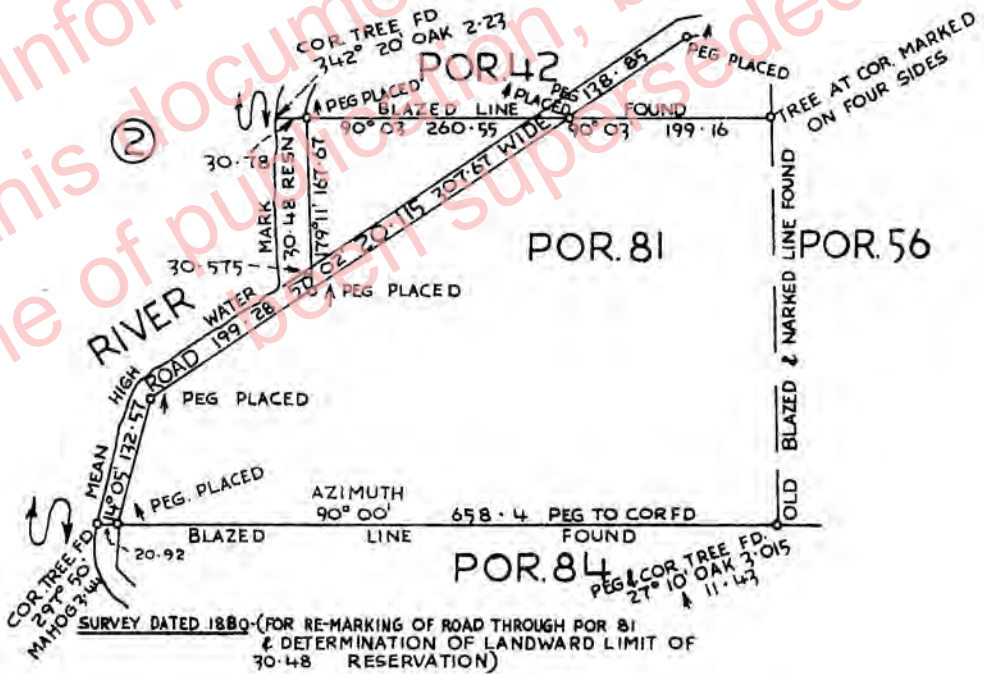 COR. TREE FD
342° 20' OAK 2·23
POR. 42
PEG PLACED
PEG PLACED
138·85
PEG PLACED
BLAZED LINE
FOUND
90° 03' 260·55
90° 03' 199·16
TREE AT COR. MARKED
ON FOUR SIDES
2
30·78
MARK
30·48 RESN
179° 11' 167·07
50° 02' 20·115 307·67 WIDE
POR. 81
POR. 56
30·575
PEG PLACED
RIVER
MEAN HIGH WATER
ROAD 199·28
PEG PLACED
14° 05' 132·57
PEG. PLACED
OLD BLAZED & NARKED LINE FOUND
AZIMUTH
90° 00' 658·4 PEG TO COR FD
BLAZED LINE FOUND
20·92
COR. TREE FD
297° 50'
MAHOG 3·44
POR. 84
PEG & COR TREE FD.
27° 10' OAK 3·015
11·43
SURVEY DATED 1880-(FOR RE-MARKING OF ROAD THROUGH POR 81
& DETERMINATION OF LANDWARD LIMIT OF
30·48 RESERVATION)